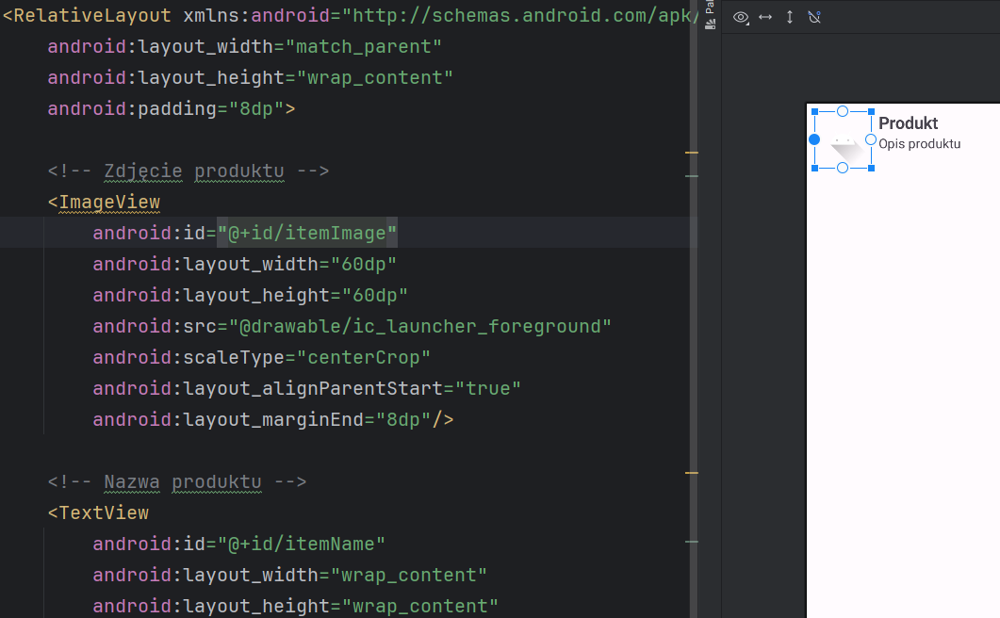 <RelativeLayout xmlns:android="http://schemas.android.com/apk/
android:layout_width="match_parent"
android:layout_height="wrap_content"
android:padding="8dp">
<!-- Zdjęcie produktu -->
<ImageView
android:id="@+id/itemImage"
android:layout_width="60dp"
android:layout_height="60dp"
android:src="@drawable/ic_launcher_foreground"
android:scaleType="centerCrop"
android:layout_alignParentStart="true"
android:layout_marginEnd="8dp"/>
<!-- Nazwa produktu -->
<TextView
android:id="@+id/itemName"
android:layout_width="wrap_content"
android:layout_height="wrap_content"
Pa
Produkt
Opis produktu